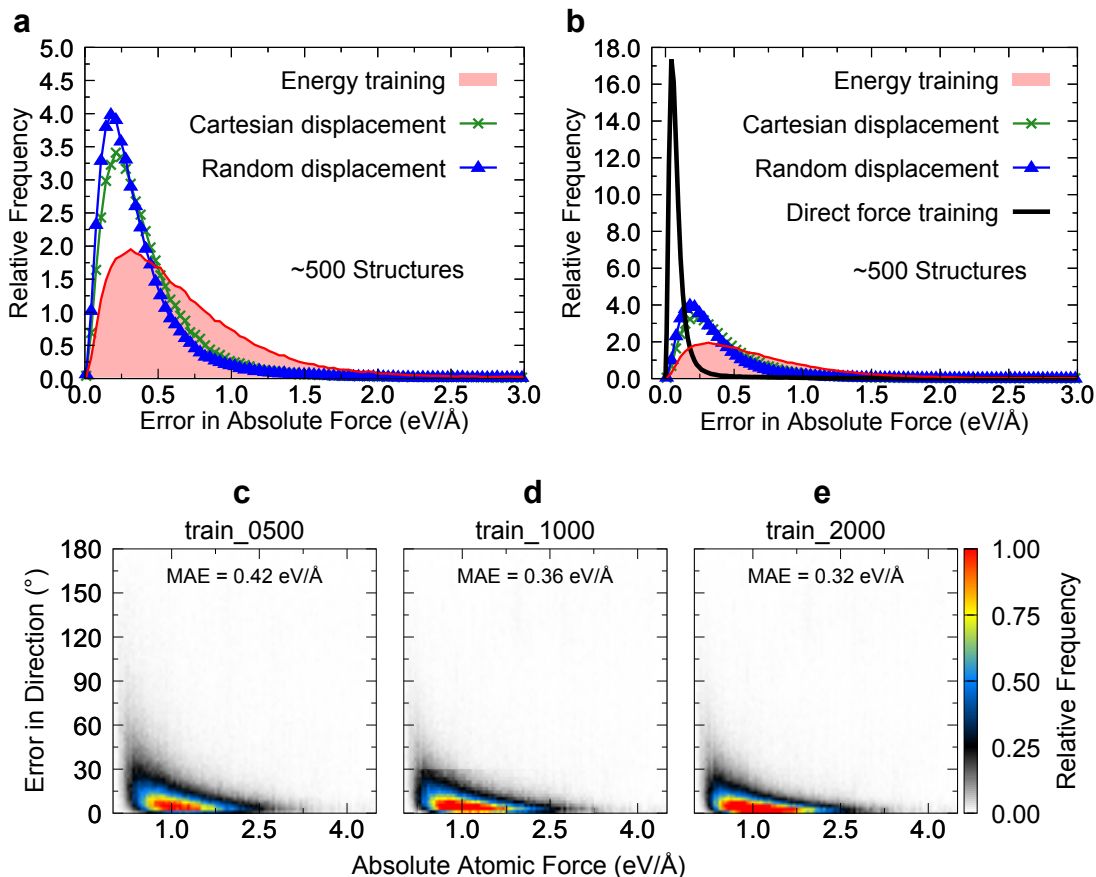 a
5.0
4.5
4.0
3.5
3.0
2.5
2.0
1.5
1.0
0.5
0.0
Relative Frequency
Energy training
Cartesian displacement
Random displacement
~500 Structures
0.0 0.5 1.0 1.5 2.0 2.5 3.0
Error in Absolute Force (eV/Å)
b
18.0
16.0
14.0
12.0
10.0
8.0
6.0
4.0
2.0
0.0
Relative Frequency
Energy training
Cartesian displacement
Random displacement
Direct force training
~500 Structures
0.0 0.5 1.0 1.5 2.0 2.5 3.0
Error in Absolute Force (eV/Å)
c d e
train_0500 train_1000 train_2000
MAE = 0.42 eV/Å MAE = 0.36 eV/Å MAE = 0.32 eV/Å
180
150
120
90
60
30
0
Error in Direction (°)
1.0 2.5 4.0 1.0 2.5 4.0 1.0 2.5 4.0
Absolute Atomic Force (eV/Å)
1.00
0.75
0.50
0.25
0.00
Relative Frequency